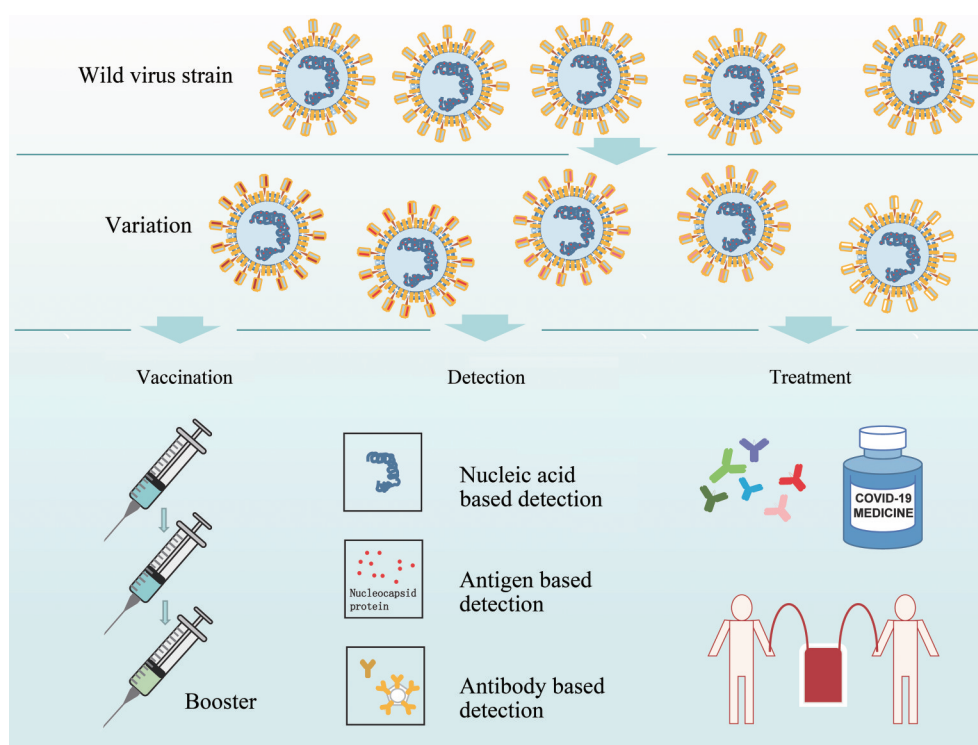 Wild virus strain
Variation
Vaccination
Detection
Treatment
Nucleic acid
based detection
COVID-19
MEDICINE
Nucleocapsid
protein
Antigen based
detection
Booster
Antibody based
detection